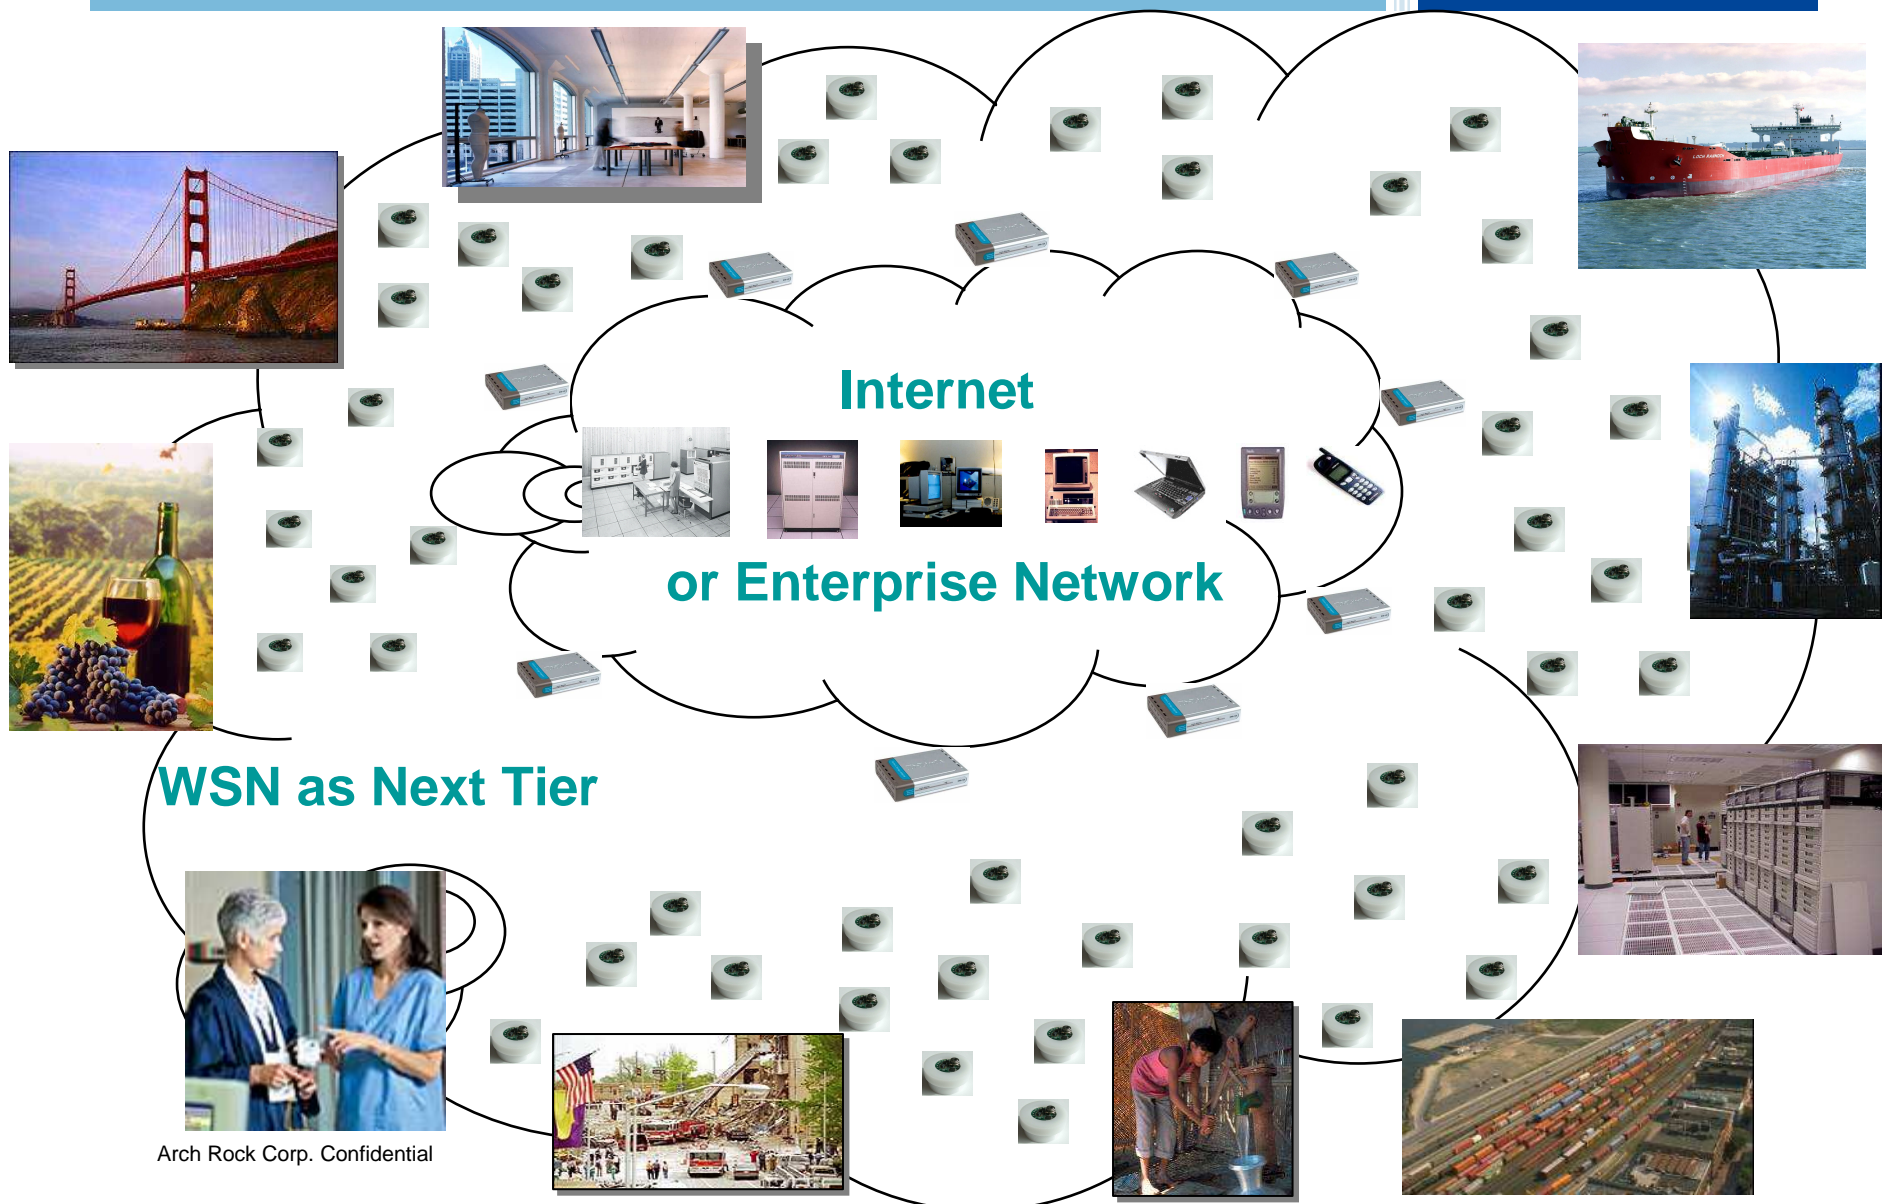 Internet
or Enterprise Network
WSN as Next Tier
Arch Rock Corp. Confidential